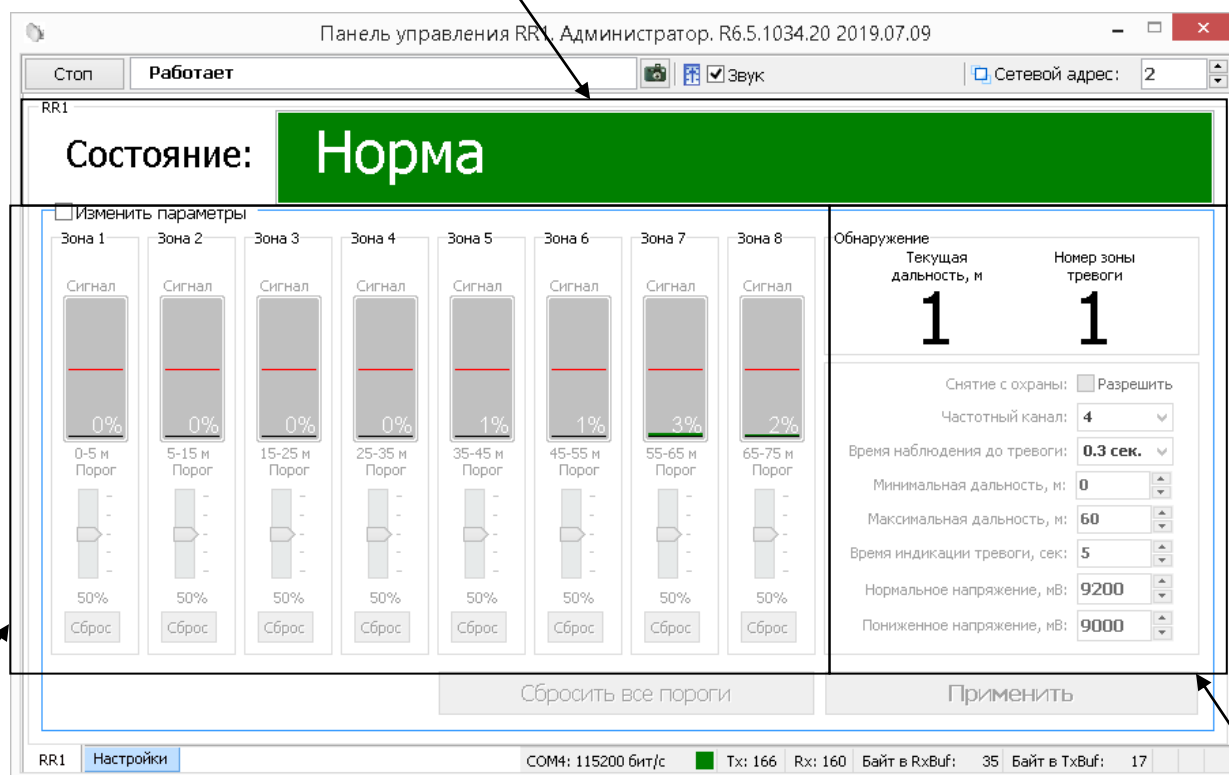 Панель управления RR1. Администратор. R6.5.1034.20 2019.07.09
Стоп Работает Звук Сетевой адрес: 2
RR1
Состояние: Норма
Изменить параметры
Зона 1 Зона 2 Зона 3 Зона 4 Зона 5 Зона 6 Зона 7 Зона 8
Сигнал Сигнал Сигнал Сигнал Сигнал Сигнал Сигнал Сигнал
0% 0% 0% 0% 1% 1% 3% 2%
0-5 м 5-15 м 15-25 м 25-35 м 35-45 м 45-55 м 55-65 м 65-75 м
Порог Порог Порог Порог Порог Порог Порог Порог
50% 50% 50% 50% 50% 50% 50% 50%
Сброс Сброс Сброс Сброс Сброс Сброс Сброс Сброс
Обнаружение
Текущая Номер зоны
дальность, м тревоги
1 1
Снятие с охраны: Разрешить
Частотный канал: 4
Время наблюдения до тревоги: 0.3 сек.
Минимальная дальность, м: 0
Максимальная дальность, м: 60
Время индикации тревоги, сек: 5
Нормальное напряжение, мВ: 9200
Пониженное напряжение, мВ: 9000
Сбросить все пороги Применить
RR1 Настройки COM4: 115200 бит/с Tx: 166 Rx: 160 Байт в RxBuf: 35 Байт в TxBuf: 17